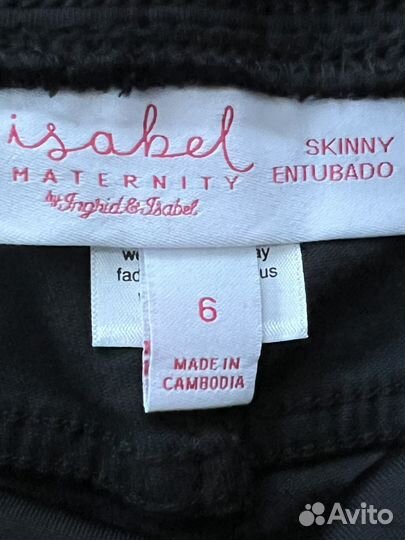 isabel
MATERNITY
by Ingrid & Isabel
SKINNY
ENTUBADO
6
MADE IN
CAMBODIA
Avito